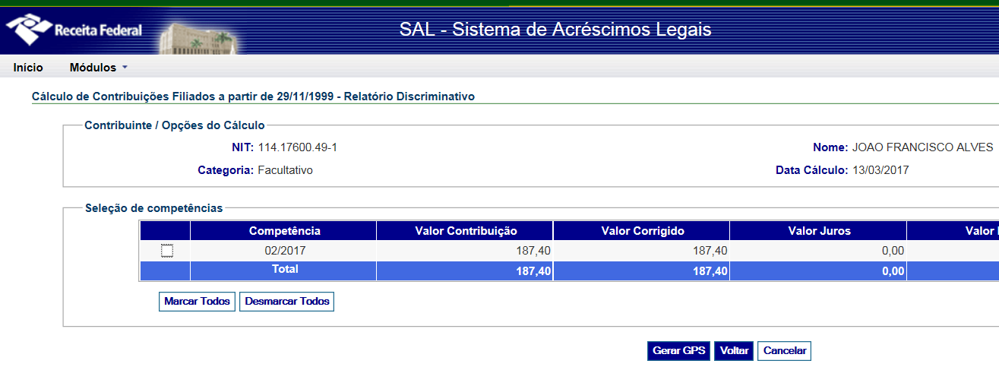 Receita Federal
SAL - Sistema de Acréscimos Legais
Início Módulos
Cálculo de Contribuições Filiados a partir de 29/11/1999 - Relatório Discriminativo
Contribuinte / Opções do Cálculo
NIT: 114.17600.49-1 Nome: JOAO FRANCISCO ALVES
Categoria: Facultativo Data Cálculo: 13/03/2017
Seleção de competências
Competência Valor Contribuição Valor Corrigido Valor Juros Valor
02/2017 187,40 187,40 0,00
Total 187,40 187,40 0,00
Marcar Todos Desmarcar Todos
Gerar GPS Voltar Cancelar